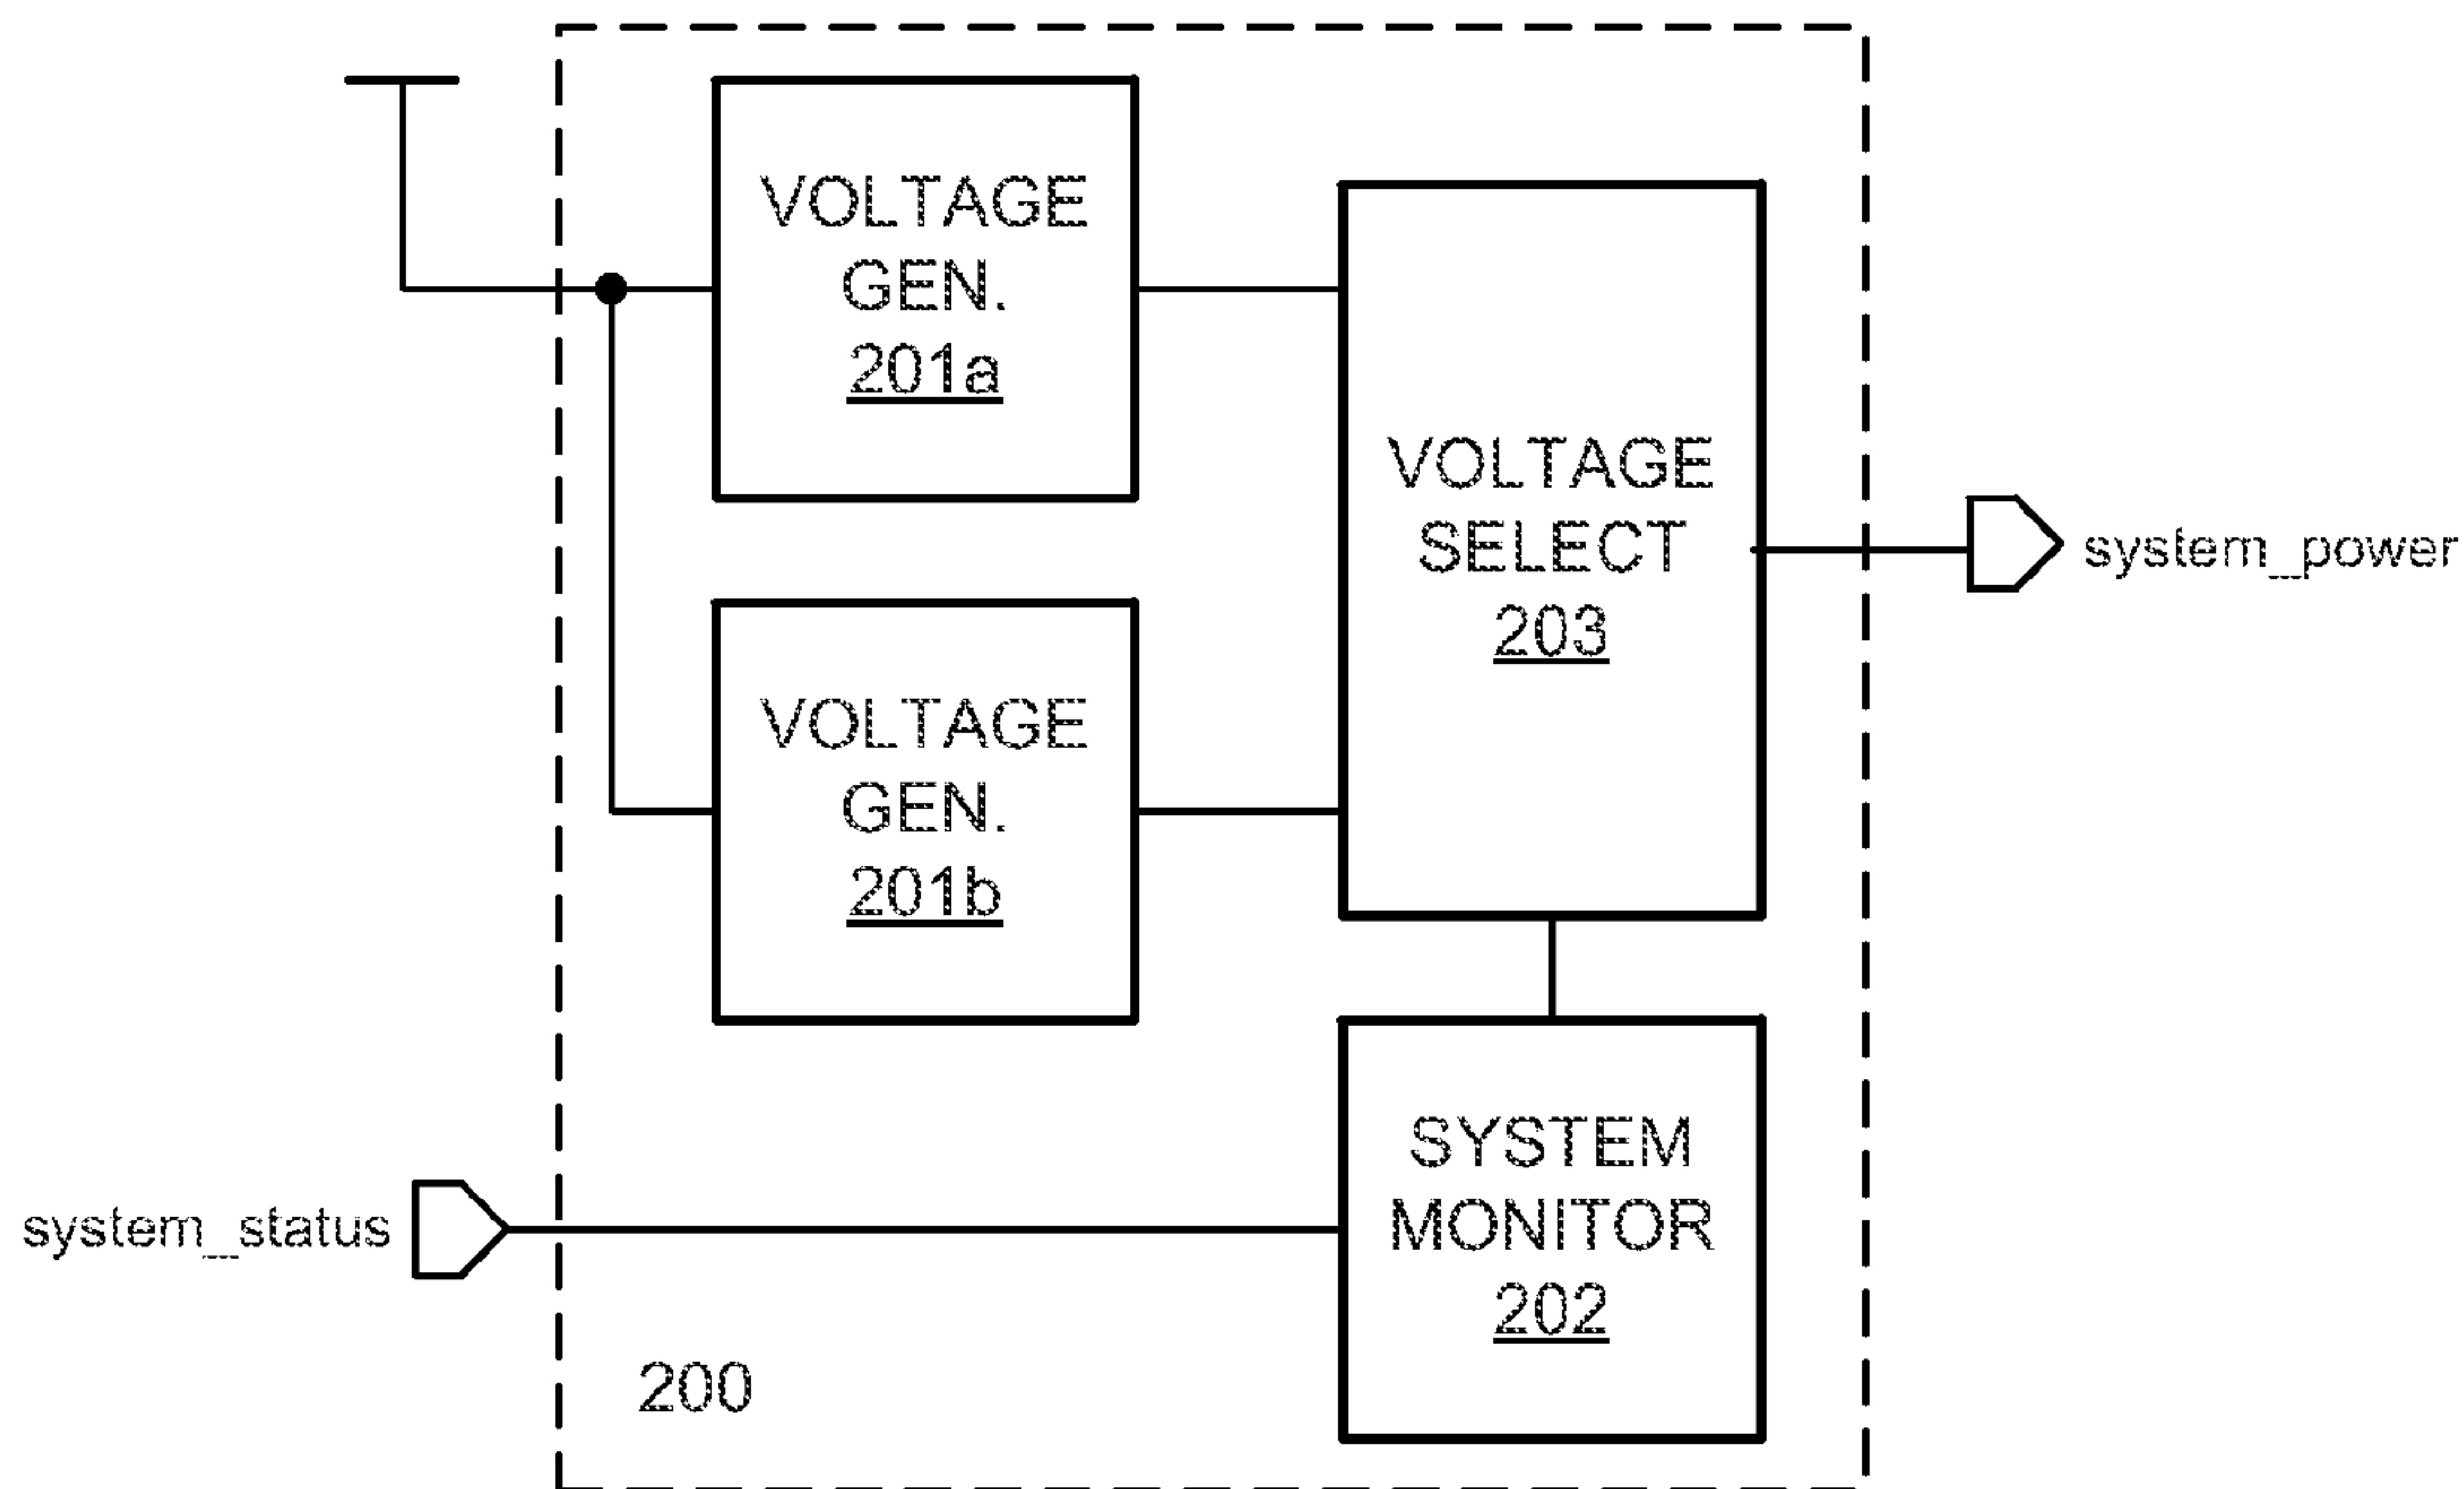 VOLTAGE
GEN.
201a
VOLTAGE
SELECT
203
system_power
VOLTAGE
GEN.
201b
SYSTEM
MONITOR
202
system_status
200